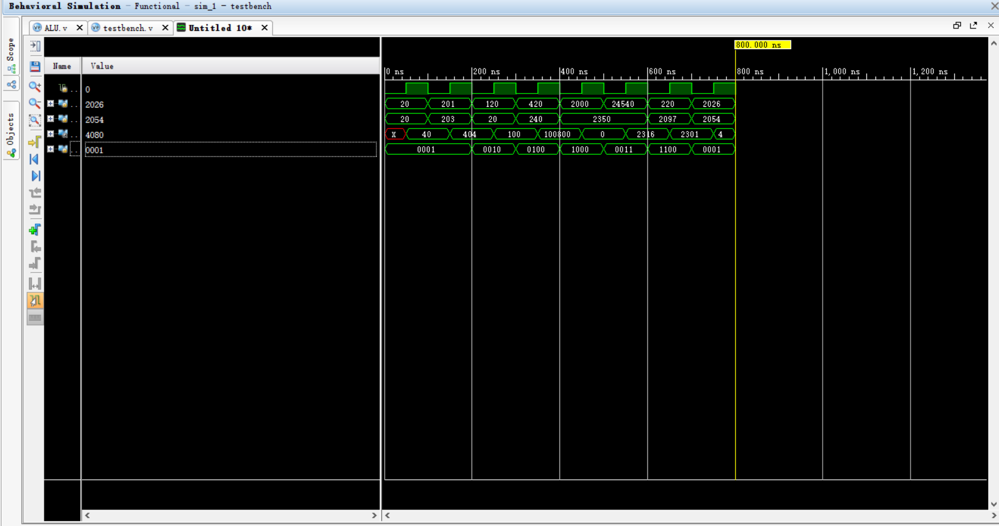 Behavioral Simulation - Functional - sim_1 - testbench
ALU.v testbench.v Untitled 10*
Scope
Objects
800.000 ns
Name Value
0 ns 200 ns 400 ns 600 ns 800 ns 1,000 ns 1,200 ns
.. 0
.. 2026 20 201 120 420 2000 24540 220 2026
.. 2054 20 203 20 240 2350 2097 2054
.. 4080 X 40 404 100 100800 0 2316 2301 4
.. 0001 0001 0010 0100 1000 0011 1100 0001